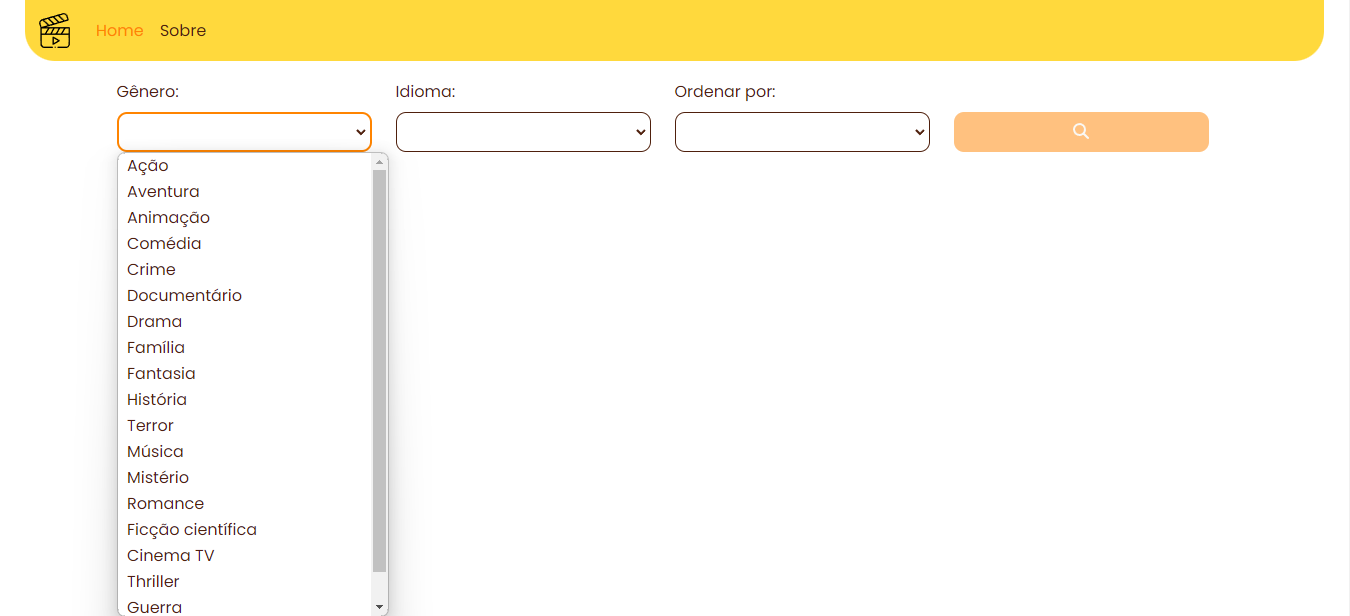 Home Sobre
Gênero: Idioma: Ordenar por:
Ação
Aventura
Animação
Comédia
Crime
Documentário
Drama
Família
Fantasia
História
Terror
Música
Mistério
Romance
Ficção científica
Cinema TV
Thriller
Guerra